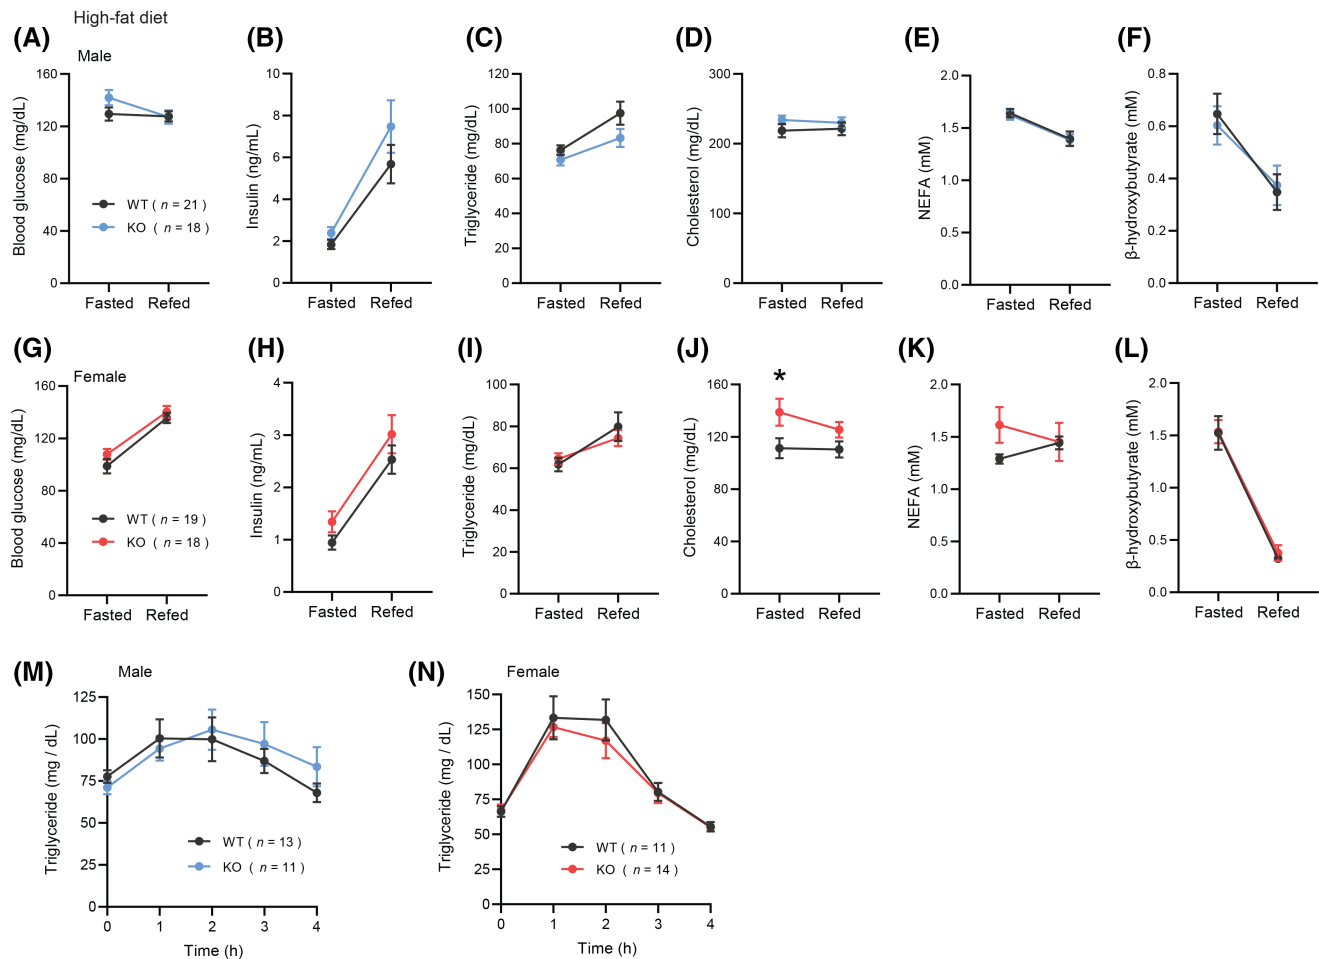 High-fat diet
(A)
Male
Blood glucose (mg/dL)
160
120
80
40
0
WT ( n = 21 )
KO ( n = 18 )
Fasted Refed
(B)
Insulin (ng/mL)
10
8
6
4
2
0
Fasted Refed
(C)
Triglyceride (mg/dL)
120
100
80
60
40
20
0
Fasted Refed
(D)
Cholesterol (mg/dL)
300
200
100
0
Fasted Refed
(E)
NEFA (mM)
2.0
1.5
1.0
0.5
0.0
Fasted Refed
(F)
β-hydroxybutyrate (mM)
0.8
0.6
0.4
0.2
0.0
Fasted Refed
(G)
Female
Blood glucose (mg/dL)
160
120
80
40
0
WT ( n = 19 )
KO ( n = 18 )
Fasted Refed
(H)
Insulin (ng/mL)
4
3
2
1
0
Fasted Refed
(I)
Triglyceride (mg/dL)
100
80
60
40
20
0
Fasted Refed
(J)
*
Cholesterol (mg/dL)
160
120
80
40
0
Fasted Refed
(K)
NEFA (mM)
2.0
1.5
1.0
0.5
0.0
Fasted Refed
(L)
β-hydroxybutyrate (mM)
2.0
1.5
1.0
0.5
0.0
Fasted Refed
(M)
Male
Triglyceride (mg / dL)
125
100
75
50
25
0
WT ( n = 13 )
KO ( n = 11 )
0 1 2 3 4
Time (h)
(N)
Female
Triglyceride (mg / dL)
150
125
100
75
50
25
0
WT ( n = 11 )
KO ( n = 14 )
0 1 2 3 4
Time (h)